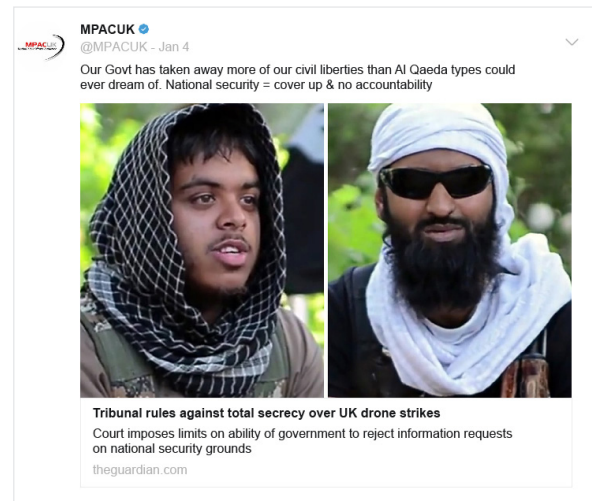 MPACUK
MPACUK
@MPACUK - Jan 4
Our Govt has taken away more of our civil liberties than Al Qaeda types could
ever dream of. National security = cover up & no accountability
Tribunal rules against total secrecy over UK drone strikes
Court imposes limits on ability of government to reject information requests
on national security grounds
theguardian.com